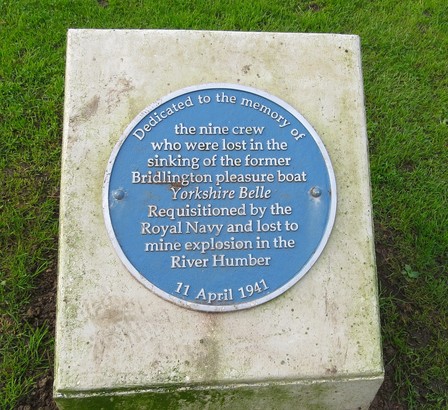 Dedicated to the memory of
the nine crew
who were lost in the
sinking of the former
Bridlington pleasure boat
Yorkshire Belle
Requisitioned by the
Royal Navy and lost to
mine explosion in the
River Humber
11 April 1941